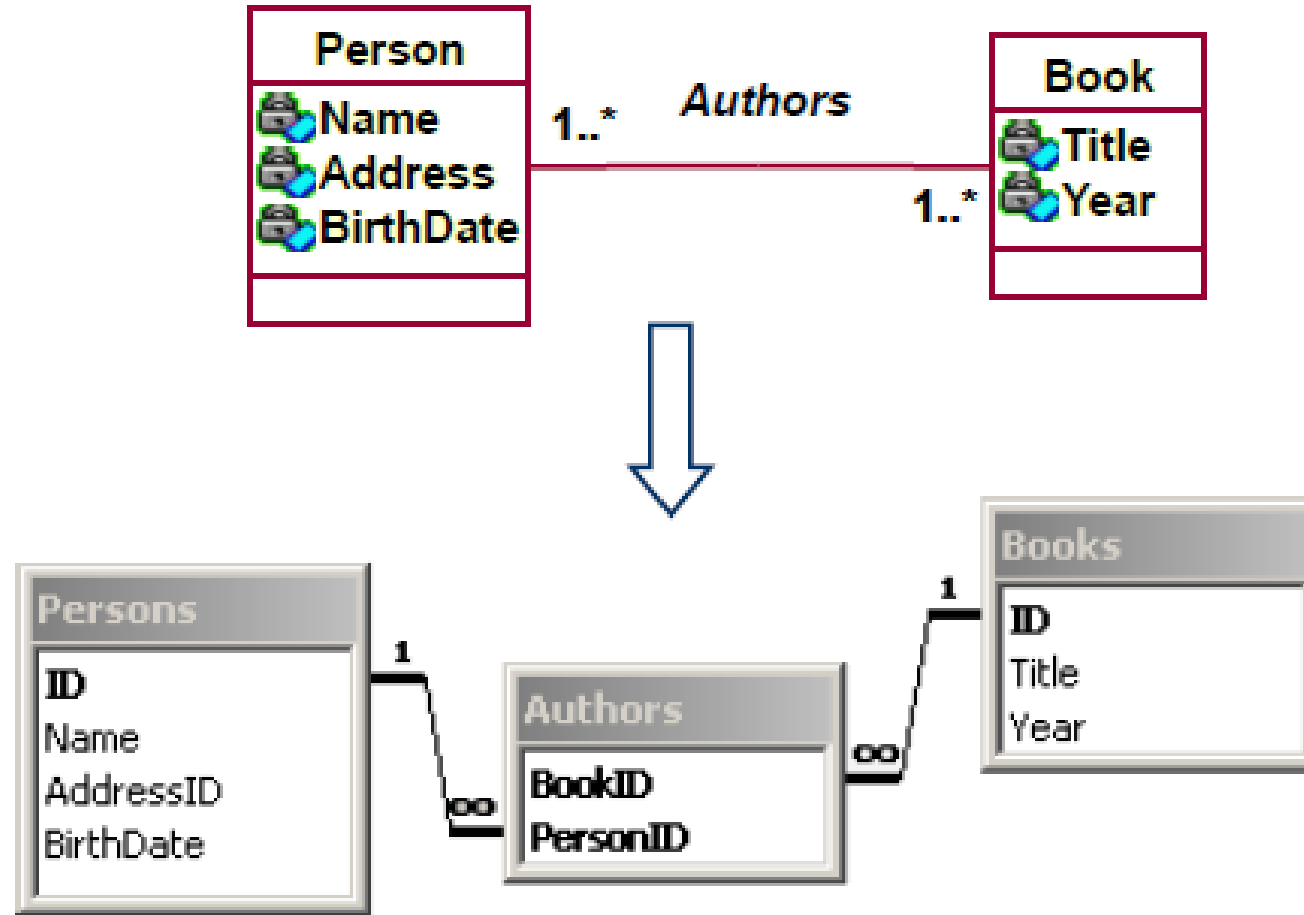 Person
Name
Address
BirthDate
1..*
Authors
1..*
Book
Title
Year
Persons
ID
Name
AddressID
BirthDate
1
∞
Authors
BookID
PersonID
∞
1
Books
ID
Title
Year